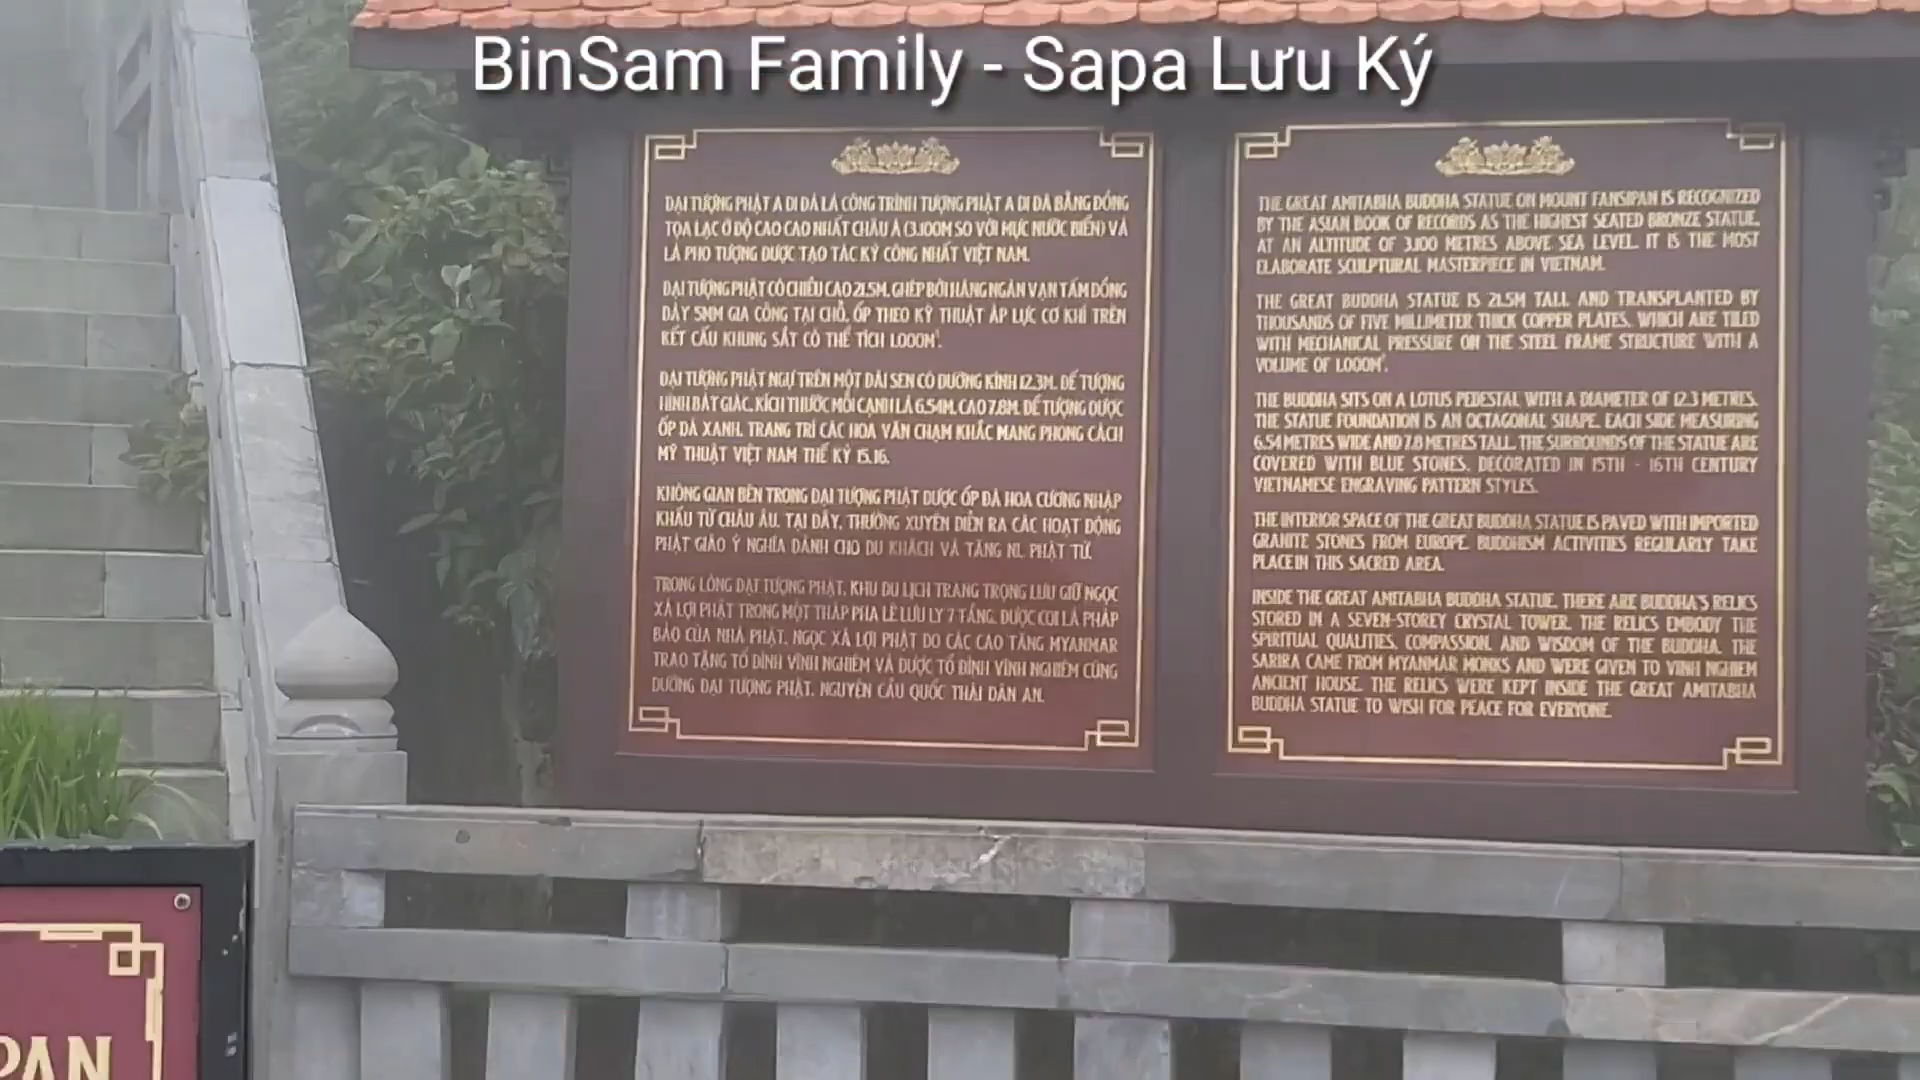 BinSam Family - Sapa Lưu Ký
ĐẠI TƯỢNG PHẬT A DI ĐÀ LÀ CÔNG TRÌNH TƯỢNG PHẬT A DI ĐÀ BẰNG ĐỒNG
TỌA LẠC Ở ĐỘ CAO CAO NHẤT CHÂU Á (3.100M SO VỚI MỰC NƯỚC BIỂN) VÀ
LÀ PHO TƯỢNG ĐƯỢC TẠO TÁC KỲ CÔNG NHẤT VIỆT NAM.
ĐẠI TƯỢNG PHẬT CÓ CHIỀU CAO 21.5M, GHÉP BỞI HÀNG NGÀN VẠN TẤM ĐỒNG
DÀY 5MM GIA CÔNG TẠI CHỖ, ỐP THEO KỸ THUẬT ÁP LỰC CƠ KHÍ TRÊN
KẾT CẤU KHUNG SẮT CÓ THỂ TÍCH 1.000M³.
ĐẠI TƯỢNG PHẬT NGỰ TRÊN MỘT ĐÀI SEN CÓ ĐƯỜNG KÍNH 12.3M. ĐẾ TƯỢNG
HÌNH BÁT GIÁC, KÍCH THƯỚC MỖI CẠNH LÀ 6.54M, CAO 7.8M. ĐẾ TƯỢNG ĐƯỢC
ỐP ĐÁ XANH, TRANG TRÍ CÁC HOA VĂN CHẠM KHẮC MANG PHONG CÁCH
MỸ THUẬT VIỆT NAM THẾ KỶ 15,16.
KHÔNG GIAN BÊN TRONG ĐẠI TƯỢNG PHẬT ĐƯỢC ỐP ĐÁ HOA CƯƠNG NHẬP
KHẨU TỪ CHÂU ÂU. TẠI ĐÂY, THƯỜNG XUYÊN DIỄN RA CÁC HOẠT ĐỘNG
PHẬT GIÁO Ý NGHĨA DÀNH CHO DU KHÁCH VÀ TĂNG NI, PHẬT TỬ.
TRONG LÒNG ĐẠI TƯỢNG PHẬT, KHU DU LỊCH TRANG TRỌNG LƯU GIỮ NGỌC
XÁ LỢI PHẬT TRONG MỘT THÁP PHA LÊ LƯU LY 7 TẦNG, ĐƯỢC COI LÀ PHÁP
BẢO CỦA NHÀ PHẬT. NGỌC XÁ LỢI PHẬT DO CÁC CAO TĂNG MYANMAR
TRAO TẶNG TỔ ĐÌNH VĨNH NGHIÊM VÀ ĐƯỢC TỔ ĐÌNH VĨNH NGHIÊM CÚNG
DƯỜNG ĐẠI TƯỢNG PHẬT, NGUYỆN CẦU QUỐC THÁI DÂN AN.
THE GREAT AMITABHA BUDDHA STATUE ON MOUNT FANSIPAN IS RECOGNIZED
BY THE ASIAN BOOK OF RECORDS AS THE HIGHEST SEATED BRONZE STATUE,
AT AN ALTITUDE OF 3,100 METRES ABOVE SEA LEVEL. IT IS THE MOST
ELABORATE SCULPTURAL MASTERPIECE IN VIETNAM.
THE GREAT BUDDHA STATUE IS 21.5M TALL AND TRANSPLANTED BY
THOUSANDS OF FIVE MILLIMETER THICK COPPER PLATES, WHICH ARE TILED
WITH MECHANICAL PRESSURE ON THE STEEL FRAME STRUCTURE WITH A
VOLUME OF 1,000M³.
THE BUDDHA SITS ON A LOTUS PEDESTAL WITH A DIAMETER OF 12.3 METRES.
THE STATUE FOUNDATION IS AN OCTAGONAL SHAPE, EACH SIDE MEASURING
6.54 METRES WIDE AND 7.8 METRES TALL. THE SURROUNDS OF THE STATUE ARE
COVERED WITH BLUE STONES, DECORATED IN 15TH - 16TH CENTURY
VIETNAMESE ENGRAVING PATTERN STYLES.
THE INTERIOR SPACE OF THE GREAT BUDDHA STATUE IS PAVED WITH IMPORTED
GRANITE STONES FROM EUROPE. BUDDHISM ACTIVITIES REGULARLY TAKE
PLACE IN THIS SACRED AREA.
INSIDE THE GREAT AMITABHA BUDDHA STATUE, THERE ARE BUDDHA'S RELICS
STORED IN A SEVEN-STOREY CRYSTAL TOWER. THE RELICS EMBODY THE
SPIRITUAL QUALITIES, COMPASSION, AND WISDOM OF THE BUDDHA. THE
SARIRA CAME FROM MYANMAR MONKS AND WERE GIVEN TO VINH NGHIEM
ANCIENT HOUSE. THE RELICS WERE KEPT INSIDE THE GREAT AMITABHA
BUDDHA STATUE TO WISH FOR PEACE FOR EVERYONE.
PAN